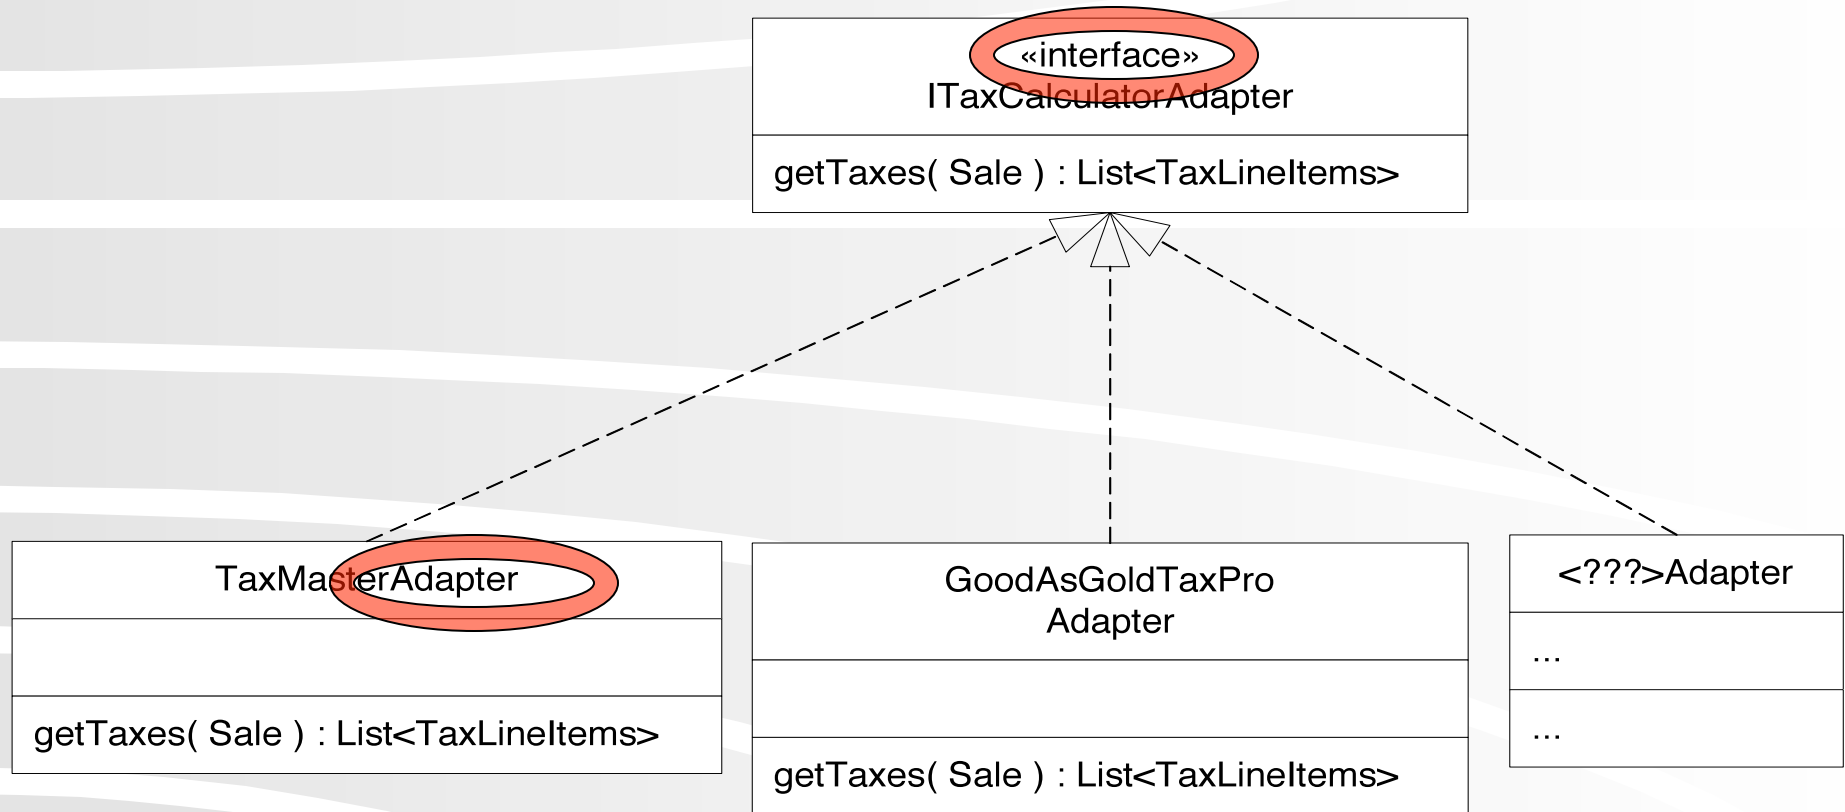 «interface»
ITaxCalculatorAdapter
getTaxes( Sale ) : List<TaxLineItems>
TaxMasterAdapter
getTaxes( Sale ) : List<TaxLineItems>
GoodAsGoldTaxPro
Adapter
getTaxes( Sale ) : List<TaxLineItems>
<???>Adapter
...
...